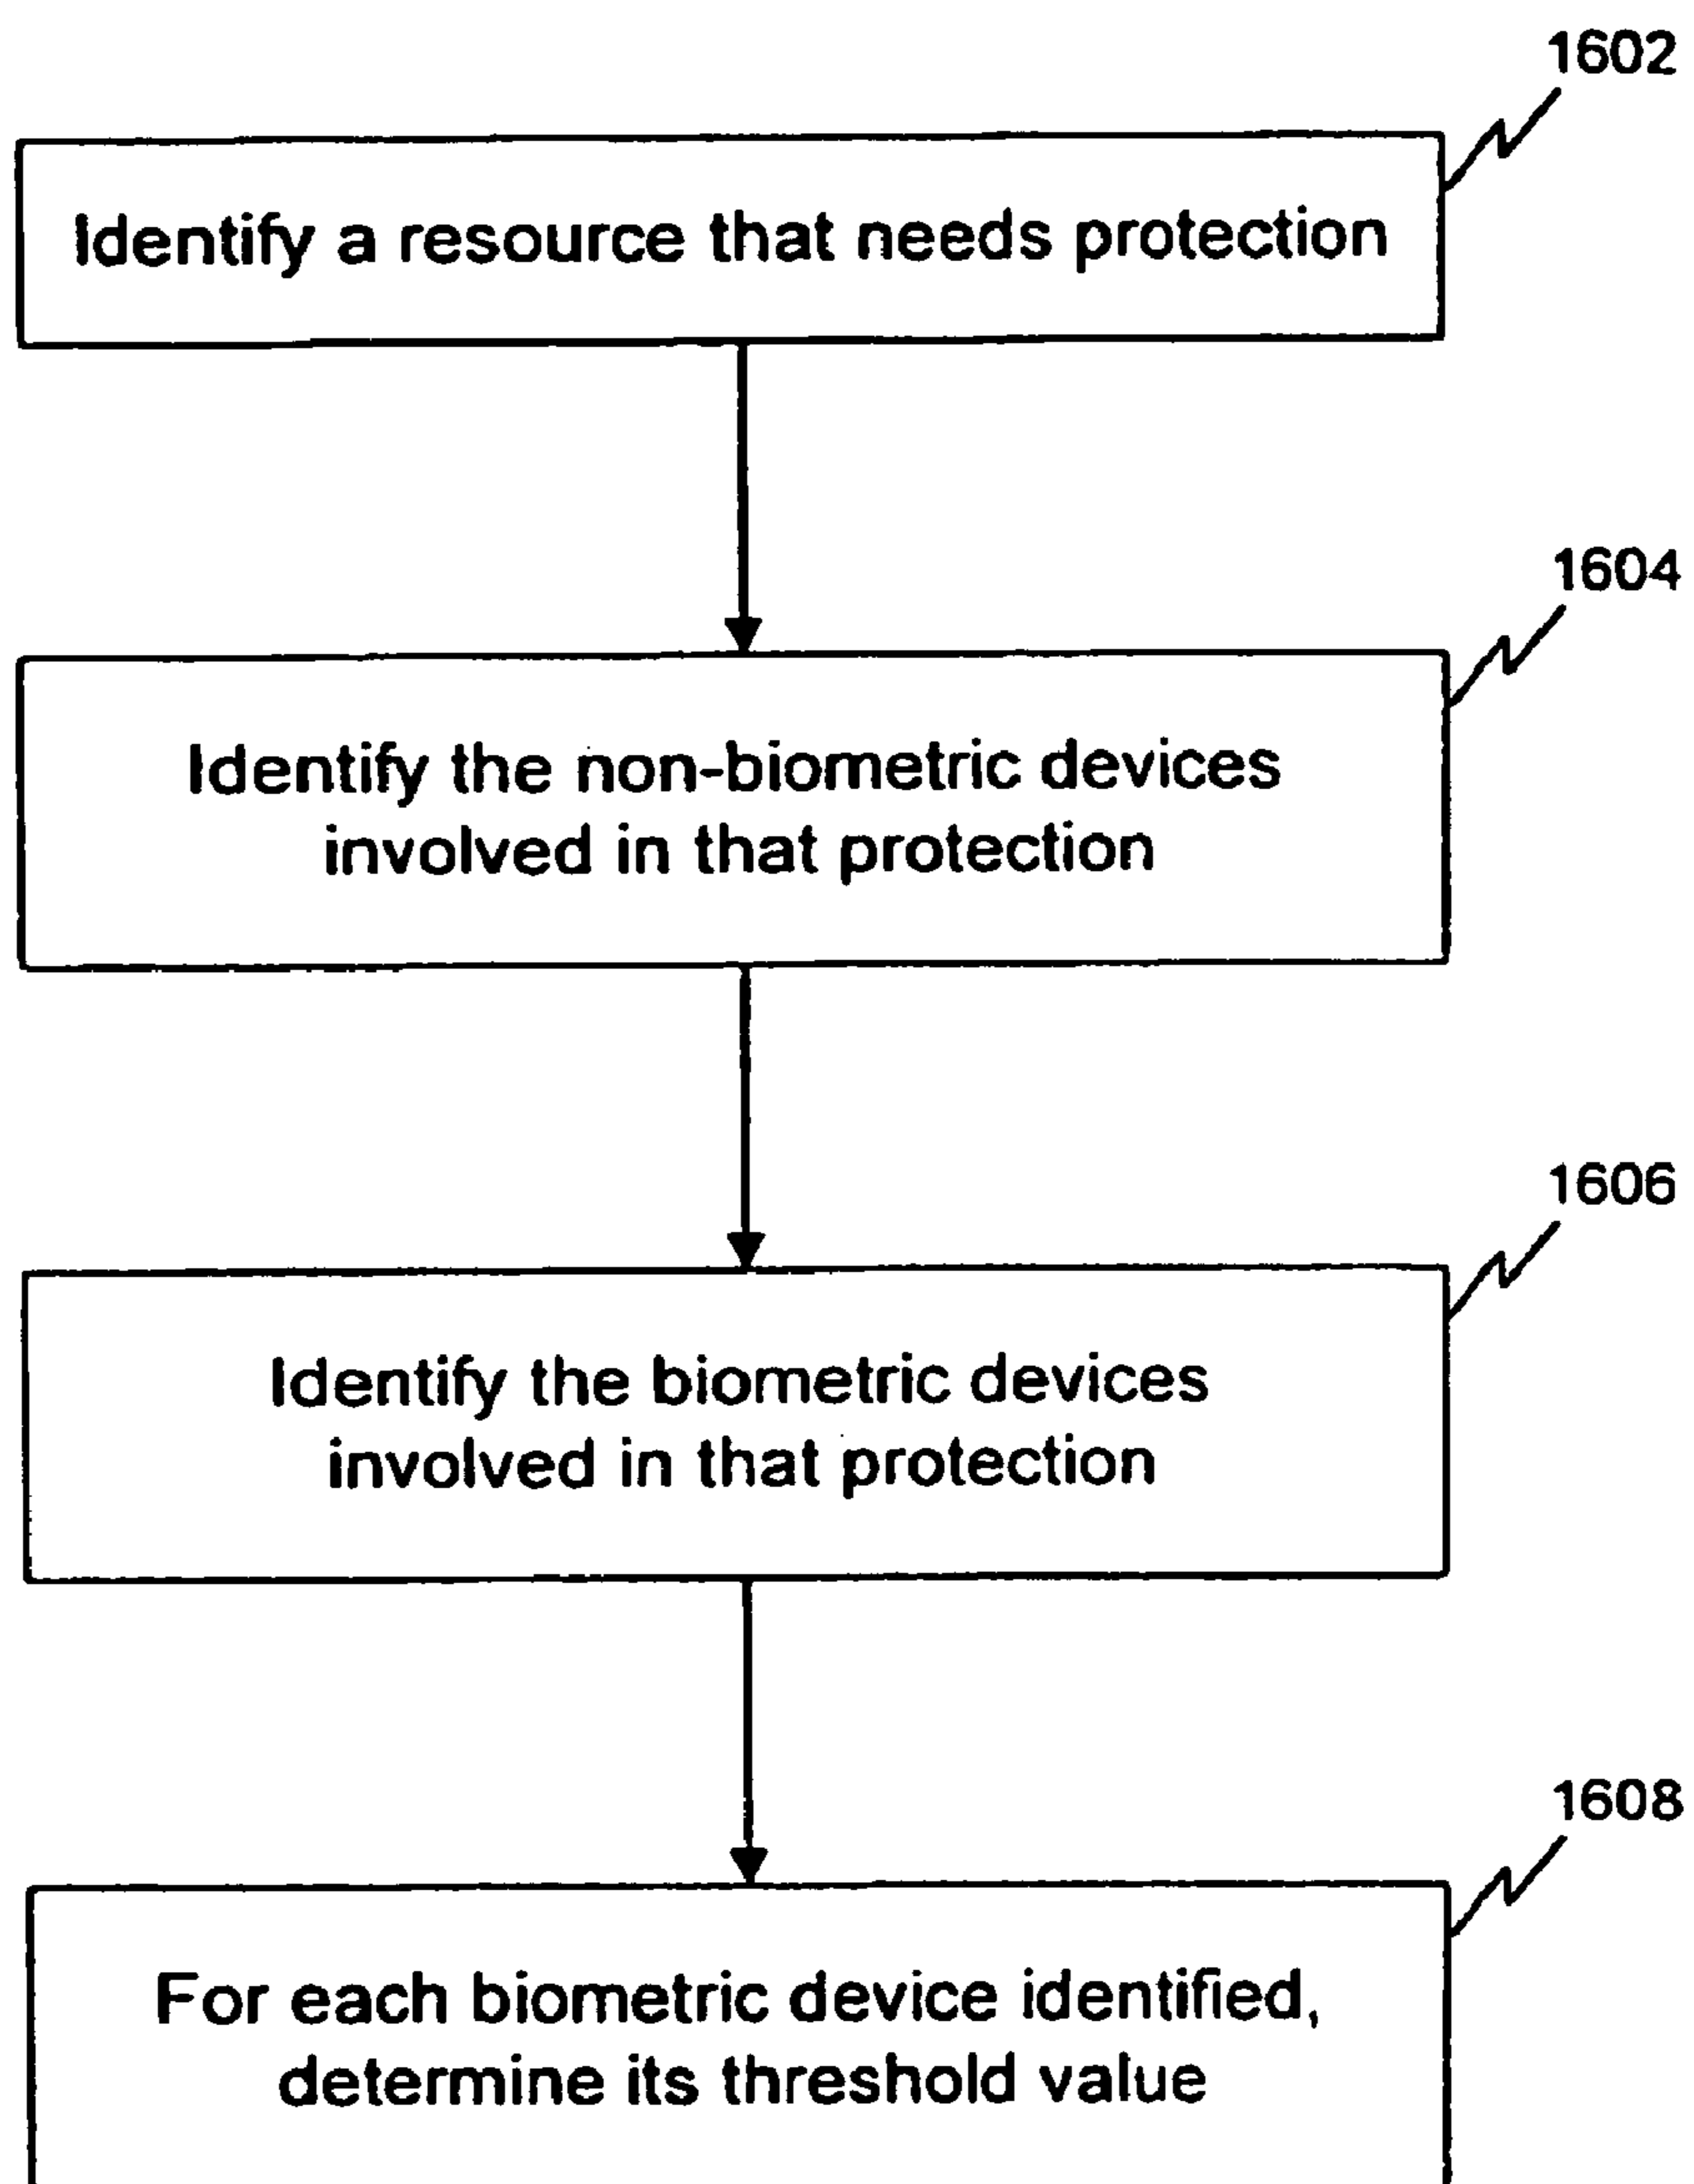 1602
Identify a resource that needs protection
1604
Identify the non-biometric devices
involved in that protection
1606
Identify the biometric devices
involved in that protection
1608
For each biometric device identified,
determine its threshold value